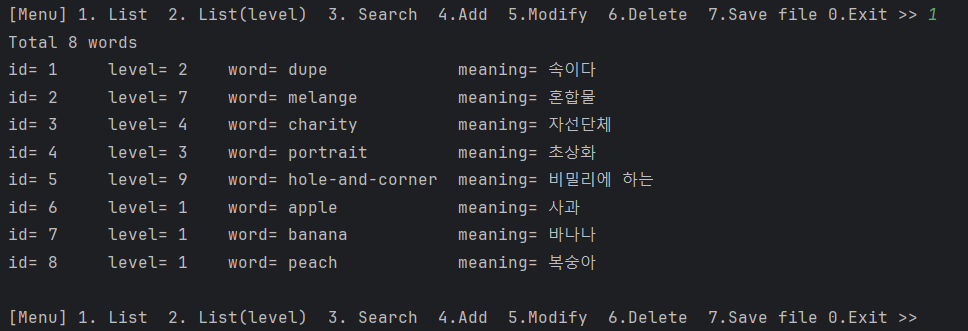 [Menu] 1. List  2. List(level)  3. Search  4.Add  5.Modify  6.Delete  7.Save file 0.Exit >> 1
Total 8 words
id= 1     level= 2    word= dupe             meaning= 속이다
id= 2     level= 7    word= melange          meaning= 혼합물
id= 3     level= 4    word= charity          meaning= 자선단체
id= 4     level= 3    word= portrait         meaning= 초상화
id= 5     level= 9    word= hole-and-corner  meaning= 비밀리에 하는
id= 6     level= 1    word= apple            meaning= 사과
id= 7     level= 1    word= banana           meaning= 바나나
id= 8     level= 1    word= peach            meaning= 복숭아
[Menu] 1. List  2. List(level)  3. Search  4.Add  5.Modify  6.Delete  7.Save file 0.Exit >>